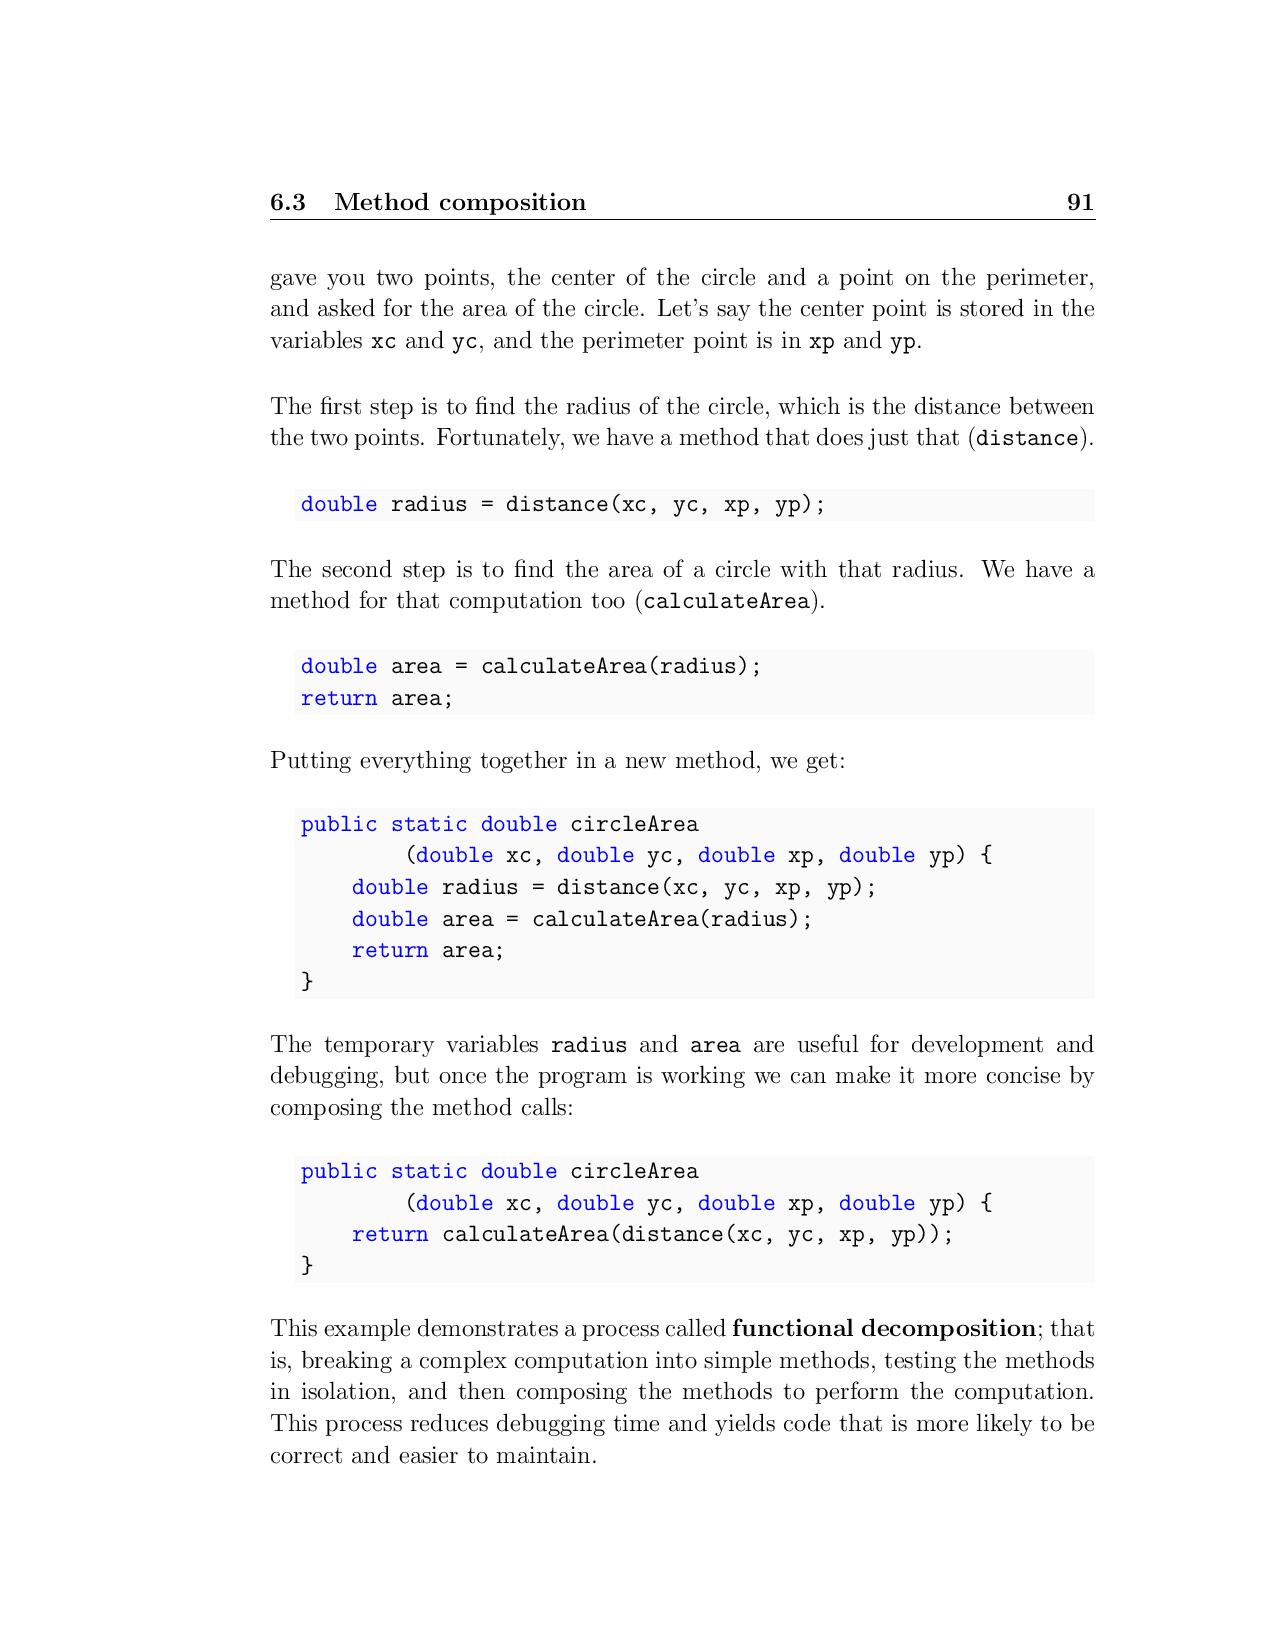 6.3 Method composition 91
gave you two points, the center of the circle and a point on the perimeter,
and asked for the area of the circle. Let's say the center point is stored in the
variables xc and yc, and the perimeter point is in xp and yp.
The first step is to find the radius of the circle, which is the distance between
the two points. Fortunately, we have a method that does just that (distance).
double radius = distance(xc, yc, xp, yp);
The second step is to find the area of a circle with that radius. We have a
method for that computation too (calculateArea).
double area = calculateArea(radius);
return area;
Putting everything together in a new method, we get:
public static double circleArea
        (double xc, double yc, double xp, double yp) {
    double radius = distance(xc, yc, xp, yp);
    double area = calculateArea(radius);
    return area;
}
The temporary variables radius and area are useful for development and
debugging, but once the program is working we can make it more concise by
composing the method calls:
public static double circleArea
        (double xc, double yc, double xp, double yp) {
    return calculateArea(distance(xc, yc, xp, yp));
}
This example demonstrates a process called functional decomposition; that
is, breaking a complex computation into simple methods, testing the methods
in isolation, and then composing the methods to perform the computation.
This process reduces debugging time and yields code that is more likely to be
correct and easier to maintain.